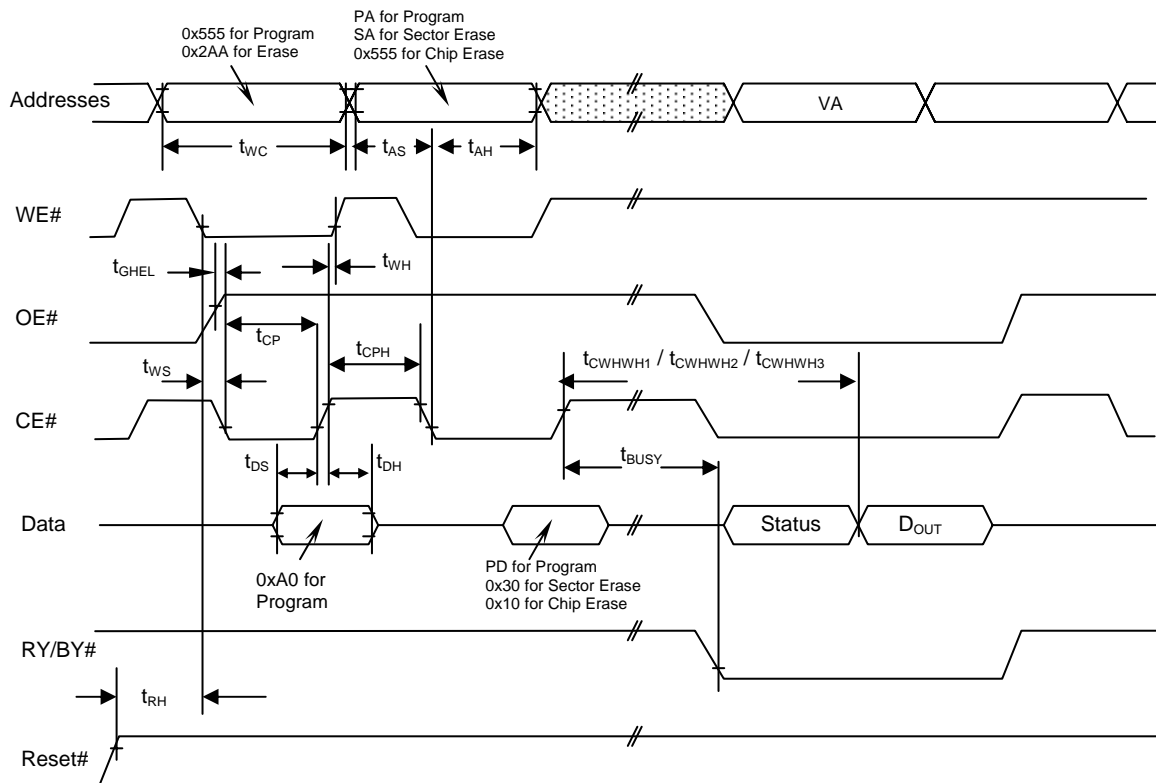 0x555 for Program
0x2AA for Erase
PA for Program
SA for Sector Erase
0x555 for Chip Erase
Addresses
VA
tWC
tAS
tAH
WE#
tGHEL
tWH
OE#
tCP
tCPH
tCWHWH1 / tCWHWH2 / tCWHWH3
tWS
CE#
tDS
tDH
tBUSY
Data
Status
DOUT
0xA0 for
Program
PD for Program
0x30 for Sector Erase
0x10 for Chip Erase
RY/BY#
tRH
Reset#